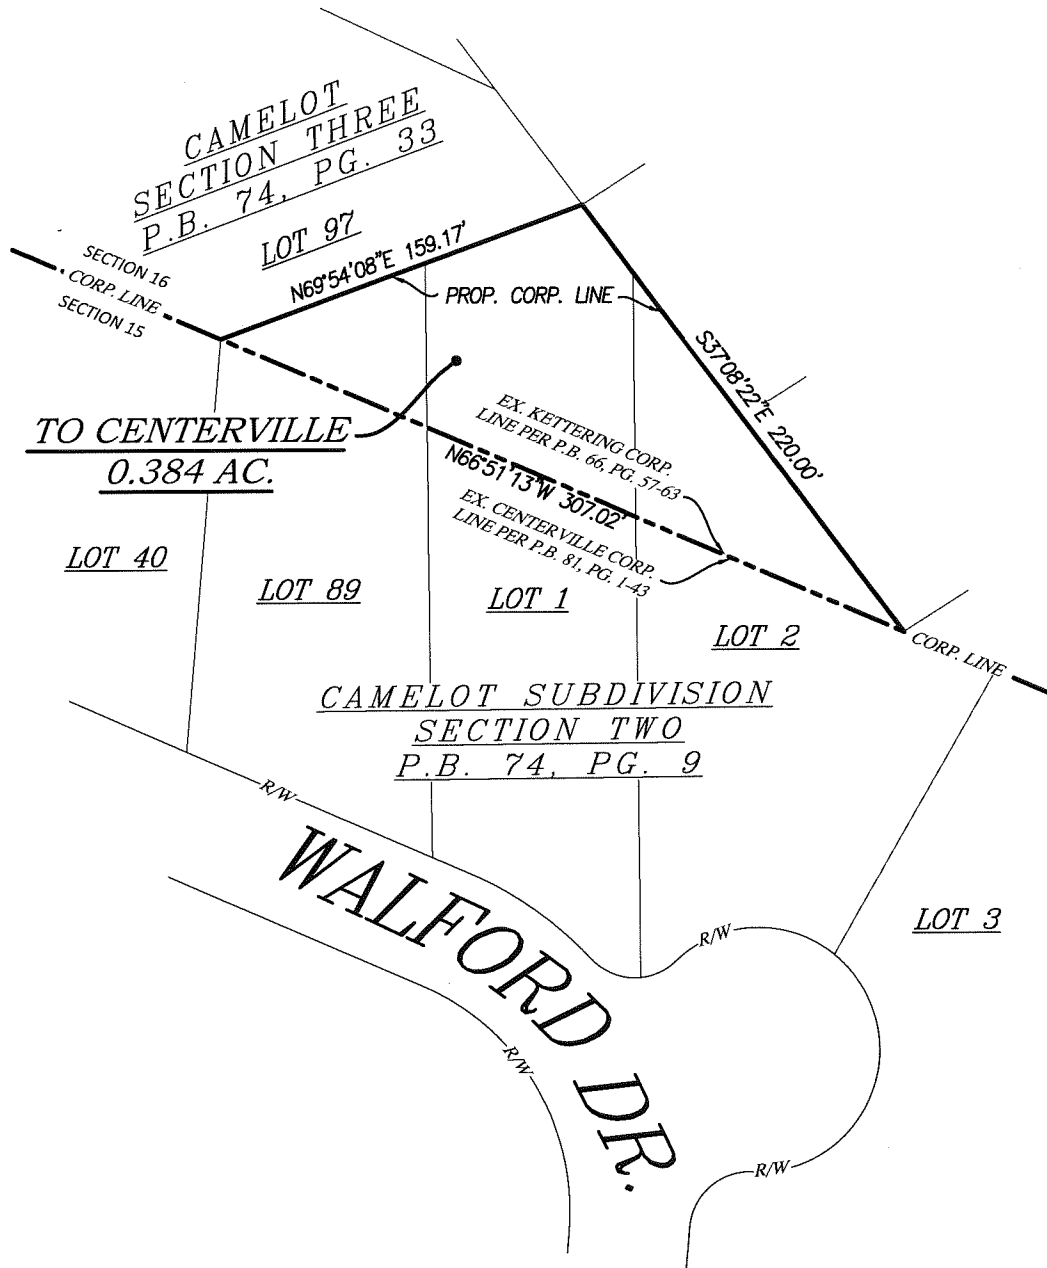 CAMELOT
SECTION THREE
P.B. 74, PG. 33
LOT 97
N69°54'08"E 159.17'
SECTION 16
CORP. LINE
SECTION 15
PROP. CORP. LINE
S37°08'22"E 220.00'
TO CENTERVILLE
0.384 AC.
EX. KETTERING CORP.
LINE PER P.B. 66, PG. 57-63
N66°51'13"W 307.02'
EX. CENTERVILLE CORP.
LINE PER P.B. 81, PG. 1-43
LOT 40
LOT 89
LOT 1
LOT 2
CORP. LINE
CAMELOT SUBDIVISION
SECTION TWO
P.B. 74, PG. 9
R/W
WALFORD DR.
LOT 3
R/W
R/W
R/W